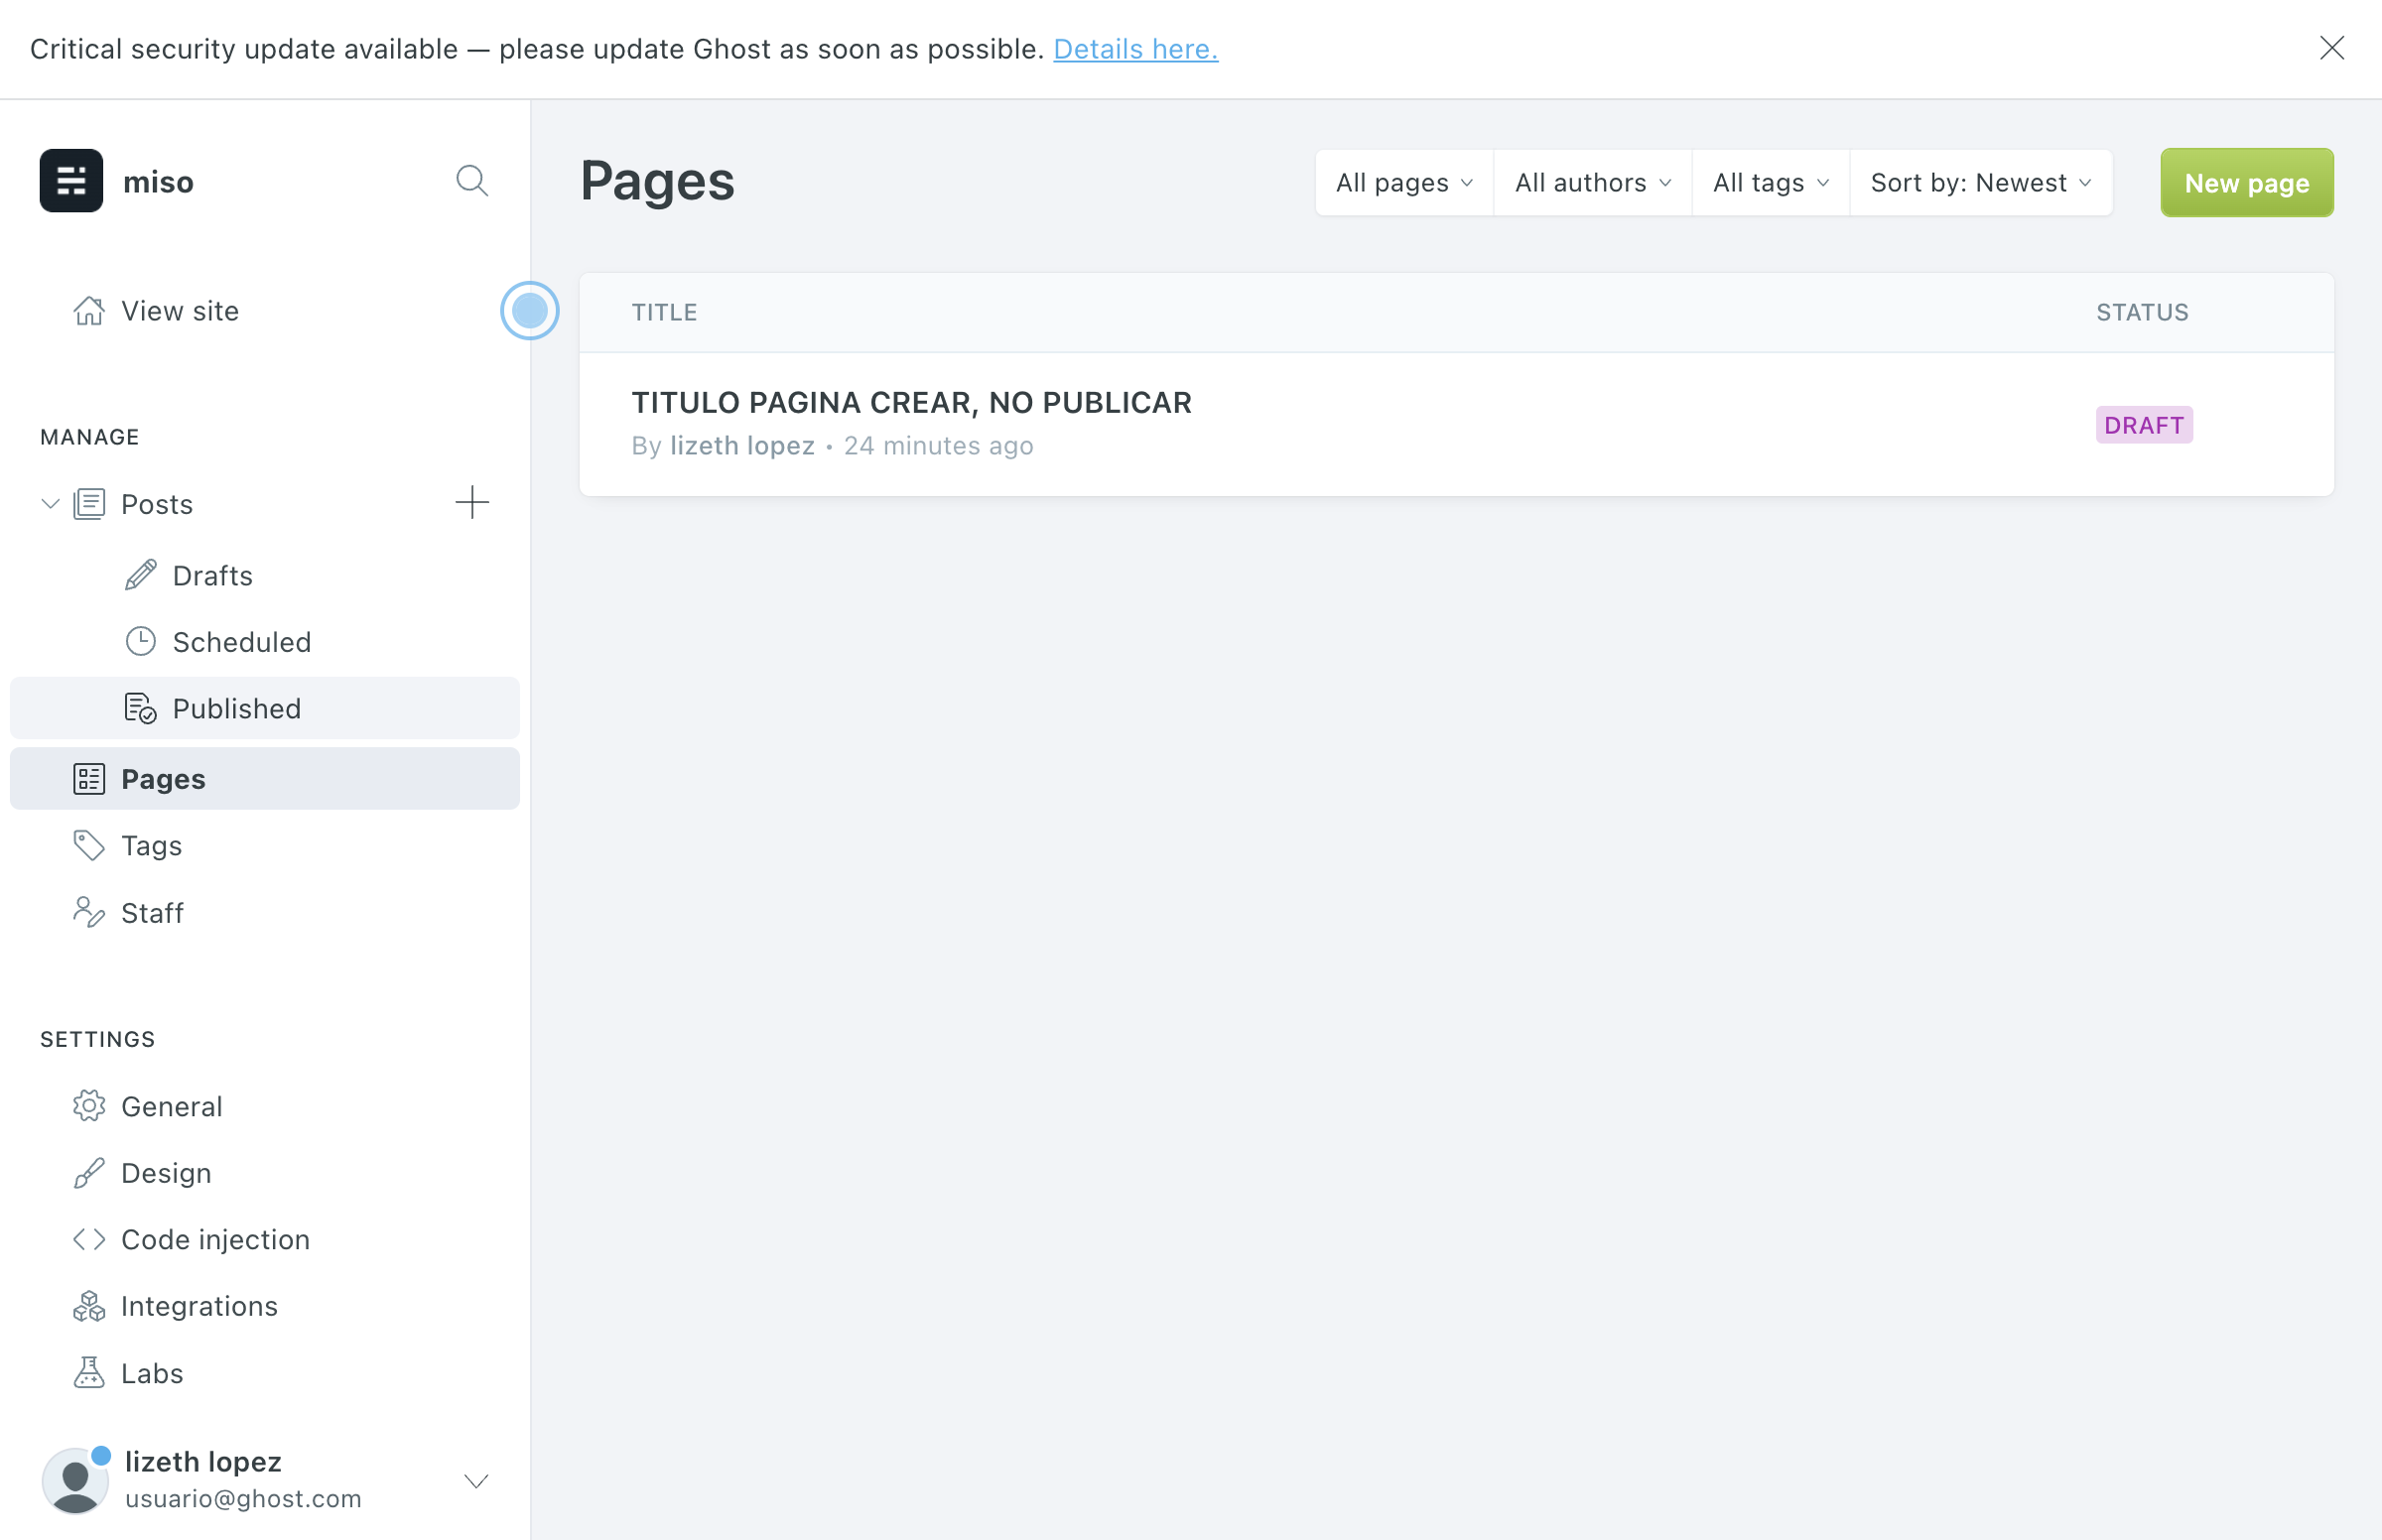 Critical security update available — please update Ghost as soon as possible. Details here.
miso
View site
MANAGE
Posts
Drafts
Scheduled
Published
Pages
Tags
Staff
SETTINGS
General
Design
Code injection
Integrations
Labs
lizeth lopez
usuario@ghost.com
Pages
All pages
All authors
All tags
Sort by: Newest
New page
TITLE
STATUS
TITULO PAGINA CREAR, NO PUBLICAR
By lizeth lopez • 24 minutes ago
DRAFT